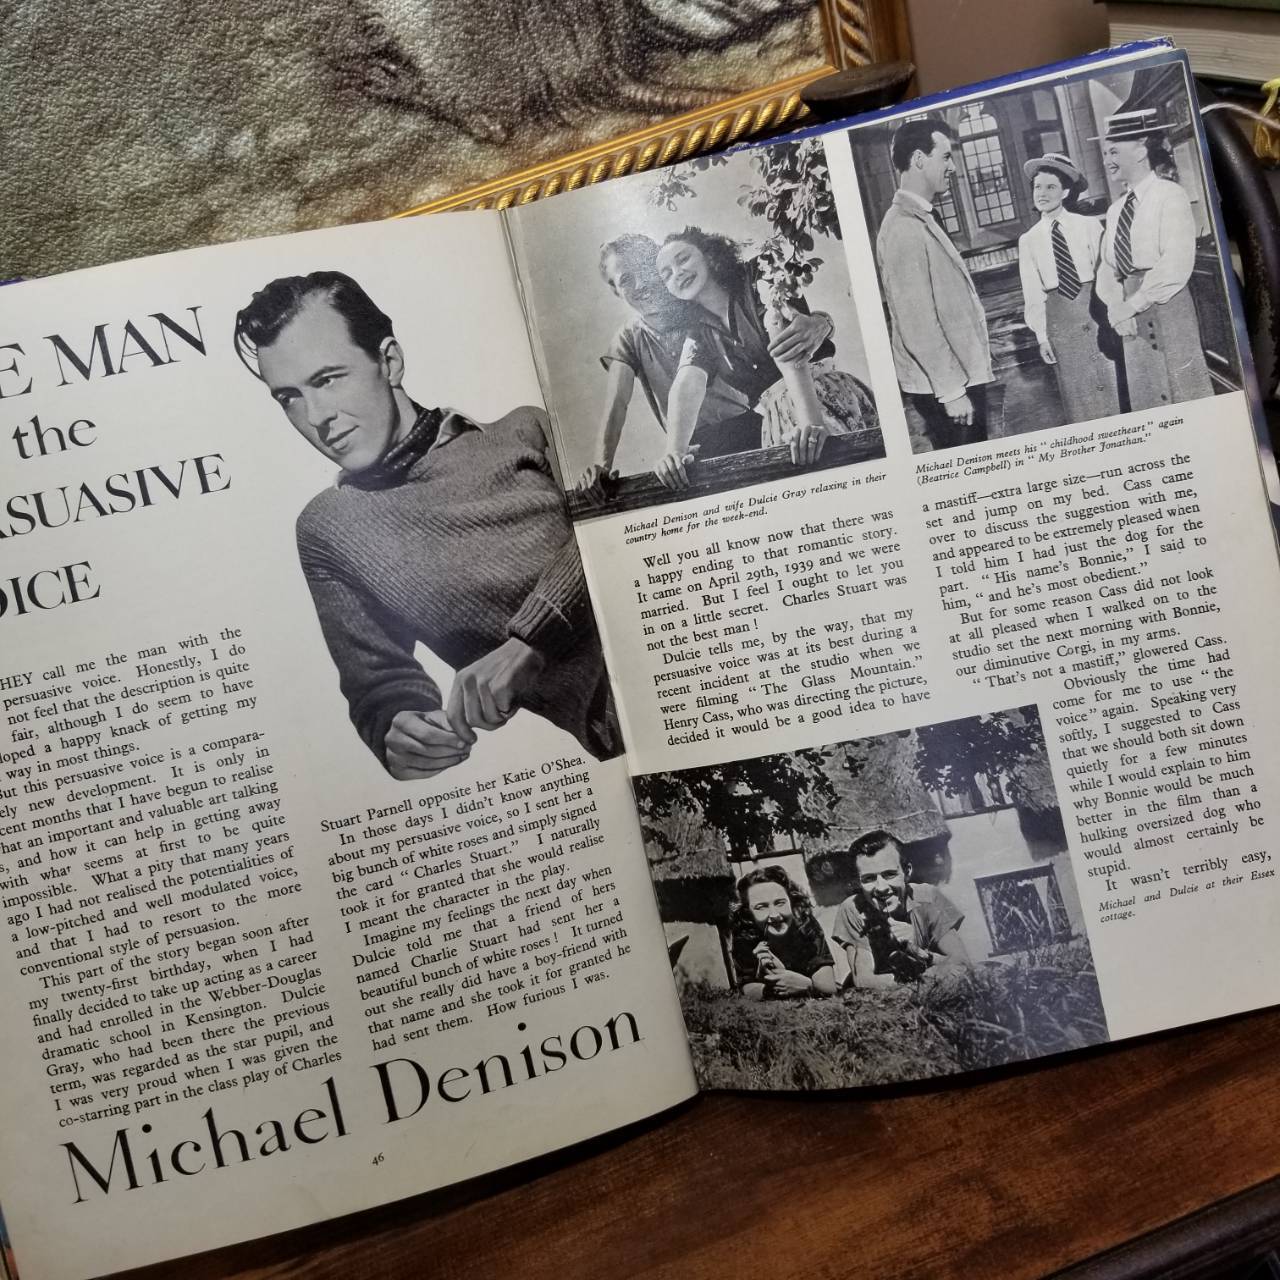 E MAN
the
SUASIVE
OICE
HEY call me the man with the
persuasive voice. Honestly, I do
not feel that the description is quite
fair, although I do seem to have
loped a happy knack of getting my
way in most things.
But this persuasive voice is a compara-
ely new development. It is only in
cent months that I have begun to realise
hat an important and valuable art talking
s, and how it can help in getting away
with what seems at first to be quite
impossible. What a pity that many years
ago I had not realised the potentialities of
a low-pitched and well modulated voice,
and that I had to resort to the more
conventional style of persuasion.
This part of the story began soon after
my twenty-first birthday, when I had
finally decided to take up acting as a career
and had enrolled in the Webber-Douglas
dramatic school in Kensington. Dulcie
Gray, who had been there the previous
term, was regarded as the star pupil, and
I was very proud when I was given the
co-starring part in the class play of Charles
Stuart Parnell opposite her Katie O'Shea.
In those days I didn't know anything
about my persuasive voice, so I sent her a
big bunch of white roses and simply signed
the card " Charles Stuart." I naturally
took it for granted that she would realise
I meant the character in the play.
Imagine my feelings the next day when
Dulcie told me that a friend of hers
named Charlie Stuart had sent her a
beautiful bunch of white roses ! It turned
out she really did have a boy-friend with
that name and she took it for granted he
had sent them. How furious I was.
Michael Denison
46
Michael Denison and wife Dulcie Gray relaxing in their
country home for the week-end.
Well you all know now that there was
a happy ending to that romantic story.
It came on April 29th, 1939 and we were
married. But I feel I ought to let you
in on a little secret. Charles Stuart was
not the best man !
Dulcie tells me, by the way, that my
persuasive voice was at its best during a
recent incident at the studio when we
were filming " The Glass Mountain."
Henry Cass, who was directing the picture,
decided it would be a good idea to have
Michael Denison meets his " childhood sweetheart " again
(Beatrice Campbell) in " My Brother Jonathan."
a mastiff—extra large size—run across the
set and jump on my bed. Cass came
over to discuss the suggestion with me,
and appeared to be extremely pleased when
I told him I had just the dog for the
part. " His name's Bonnie," I said to
him, " and he's most obedient."
But for some reason Cass did not look
at all pleased when I walked on to the
studio set the next morning with Bonnie,
our diminutive Corgi, in my arms.
" That's not a mastiff," glowered Cass.
Obviously the time had
come for me to use " the
voice" again. Speaking very
softly, I suggested to Cass
that we should both sit down
quietly for a few minutes
while I would explain to him
why Bonnie would be much
better in the film than a
hulking oversized dog who
would almost certainly be
stupid.
It wasn't terribly easy,
Michael and Dulcie at their Essex
cottage.